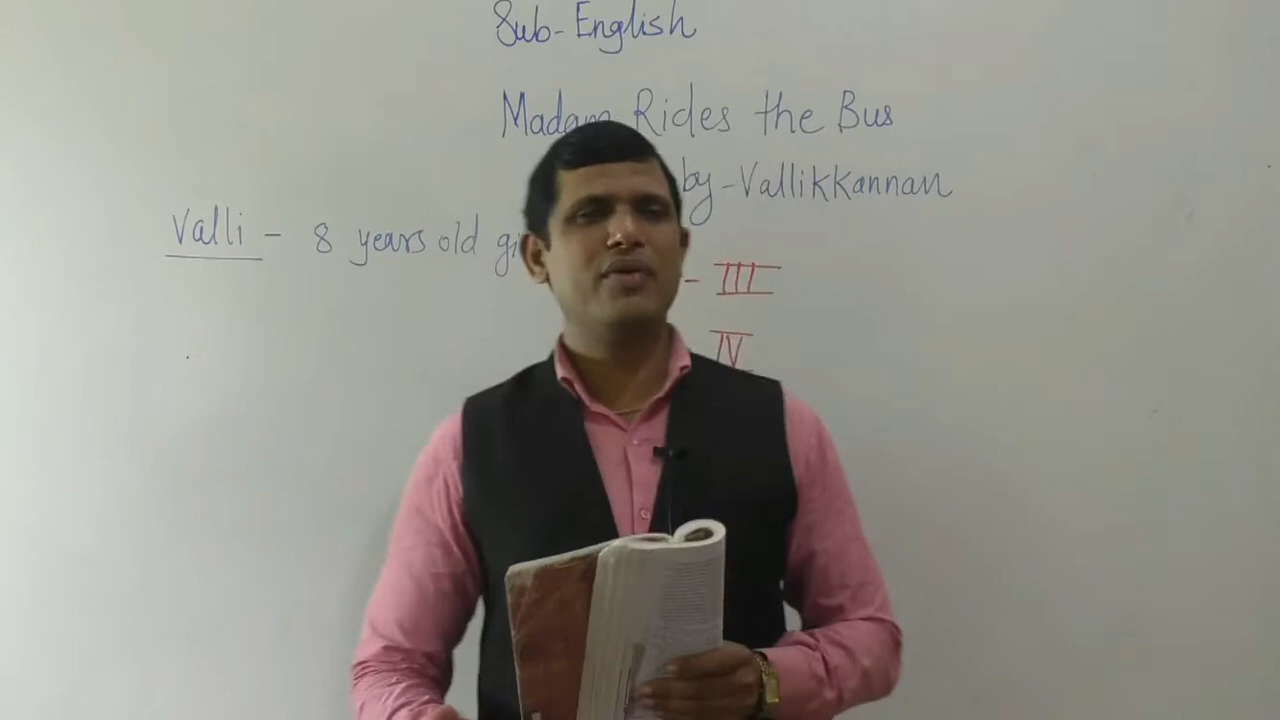 Sub- English
Madam Rides the Bus
by - Vallikkannan
Valli - 8 years old
- III
IV